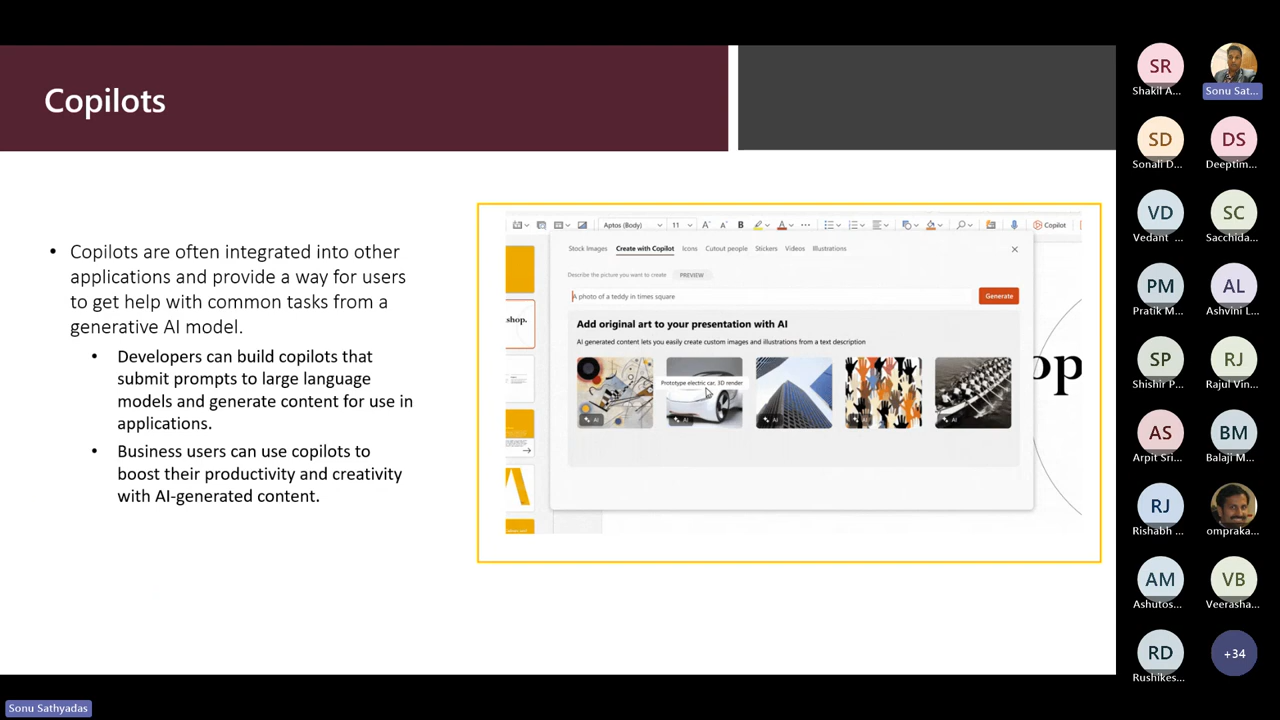 Copilots
• Copilots are often integrated into other
applications and provide a way for users
to get help with common tasks from a
generative AI model.
• Developers can build copilots that
submit prompts to large language
models and generate content for use in
applications.
• Business users can use copilots to
boost their productivity and creativity
with AI-generated content.
Aptos (Body) 11 B Copilot
Stock Images Create with Copilot Icons Cutout people Stickers Videos Illustrations
Describe the picture you want to create PREVIEW
A photo of a teddy in times square Generate
Add original art to your presentation with AI
AI generated content lets you easily create custom images and illustrations from a text description
Prototype electric car, 3D render
AI AI AI AI AI
shop.
op
SR SD
Shakil A... Sonu Sat...
SD DS
Sonali D... Deeptim...
VD SC
Vedant ... Sacchida...
PM AL
Pratik M... Ashvini L...
SP RJ
Shishir P... Rajul Vin...
AS BM
Arpit Sri... Balaji M...
RJ
Rishabh ... ompraka...
AM VB
Ashutos... Veerasha...
RD +34
Rushikes...
Sonu Sathyadas